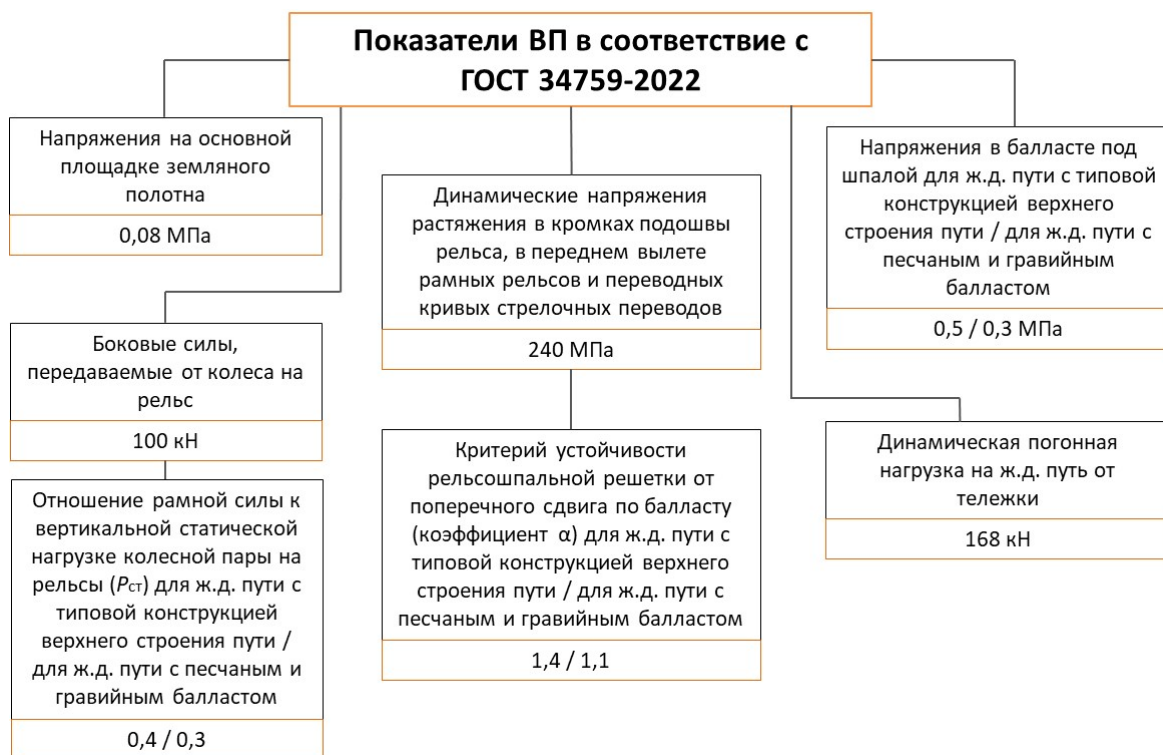 Показатели ВП в соответствие с
ГОСТ 34759-2022
Напряжения на основной
площадке земляного
полотна
0,08 МПа
Боковые силы,
передаваемые от колеса на
рельс
100 кН
Отношение рамной силы к
вертикальной статической
нагрузке колесной пары на
рельсы (Pст) для ж.д. пути с
типовой конструкцией
верхнего строения пути /
для ж.д. пути с песчаным и
гравийным балластом
0,4 / 0,3
Динамические напряжения
растяжения в кромках подошвы
рельса, в переднем вылете
рамных рельсов и переводных
кривых стрелочных переводов
240 МПа
Критерий устойчивости
рельсошпальной решетки от
поперечного сдвига по балласту
(коэффициент α) для ж.д. пути с
типовой конструкцией верхнего
строения пути / для ж.д. пути с
песчаным и гравийным балластом
1,4 / 1,1
Напряжения в балласте под
шпалой для ж.д. пути с типовой
конструкцией верхнего
строения пути / для ж.д. пути с
песчаным и гравийным
балластом
0,5 / 0,3 МПа
Динамическая погонная
нагрузка на ж.д. путь от
тележки
168 кН